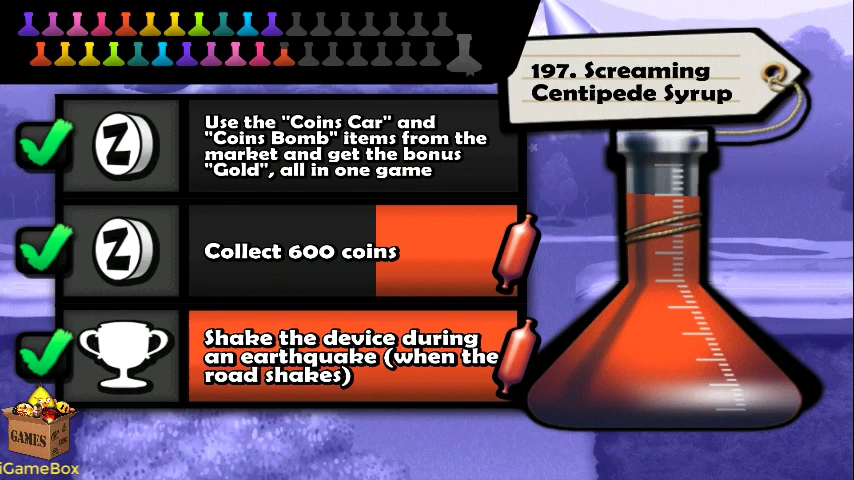 197. Screaming
Centipede Syrup
Use the "Coins Car" and
"Coins Bomb" items from the
market and get the bonus
"Gold", all in one game
Z
Collect 600 coins
Z
Shake the device during
an earthquake (when the
road shakes)
GAMES
iGameBox